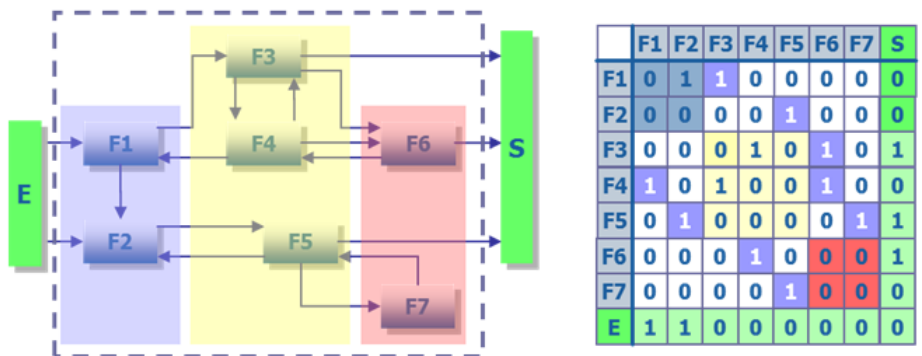 F3
F1
F4
F6
E
S
F2
F5
F7
F1 F2 F3 F4 F5 F6 F7 S
F1 0 1 1 0 0 0 0 0
F2 0 0 0 0 1 0 0 0
F3 0 0 0 1 0 1 0 1
F4 1 0 1 0 0 1 0 0
F5 0 1 0 0 0 0 1 1
F6 0 0 0 1 0 0 0 1
F7 0 0 0 0 1 0 0 0
E 1 1 0 0 0 0 0 0